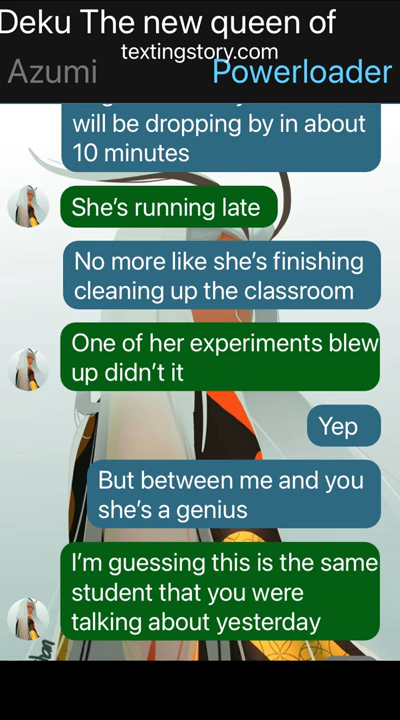 Deku The new queen of
textingstory.com
Azumi Powerloader
will be dropping by in about
10 minutes
She's running late
No more like she's finishing
cleaning up the classroom
One of her experiments blew
up didn't it
Yep
But between me and you
she's a genius
I'm guessing this is the same
student that you were
talking about yesterday